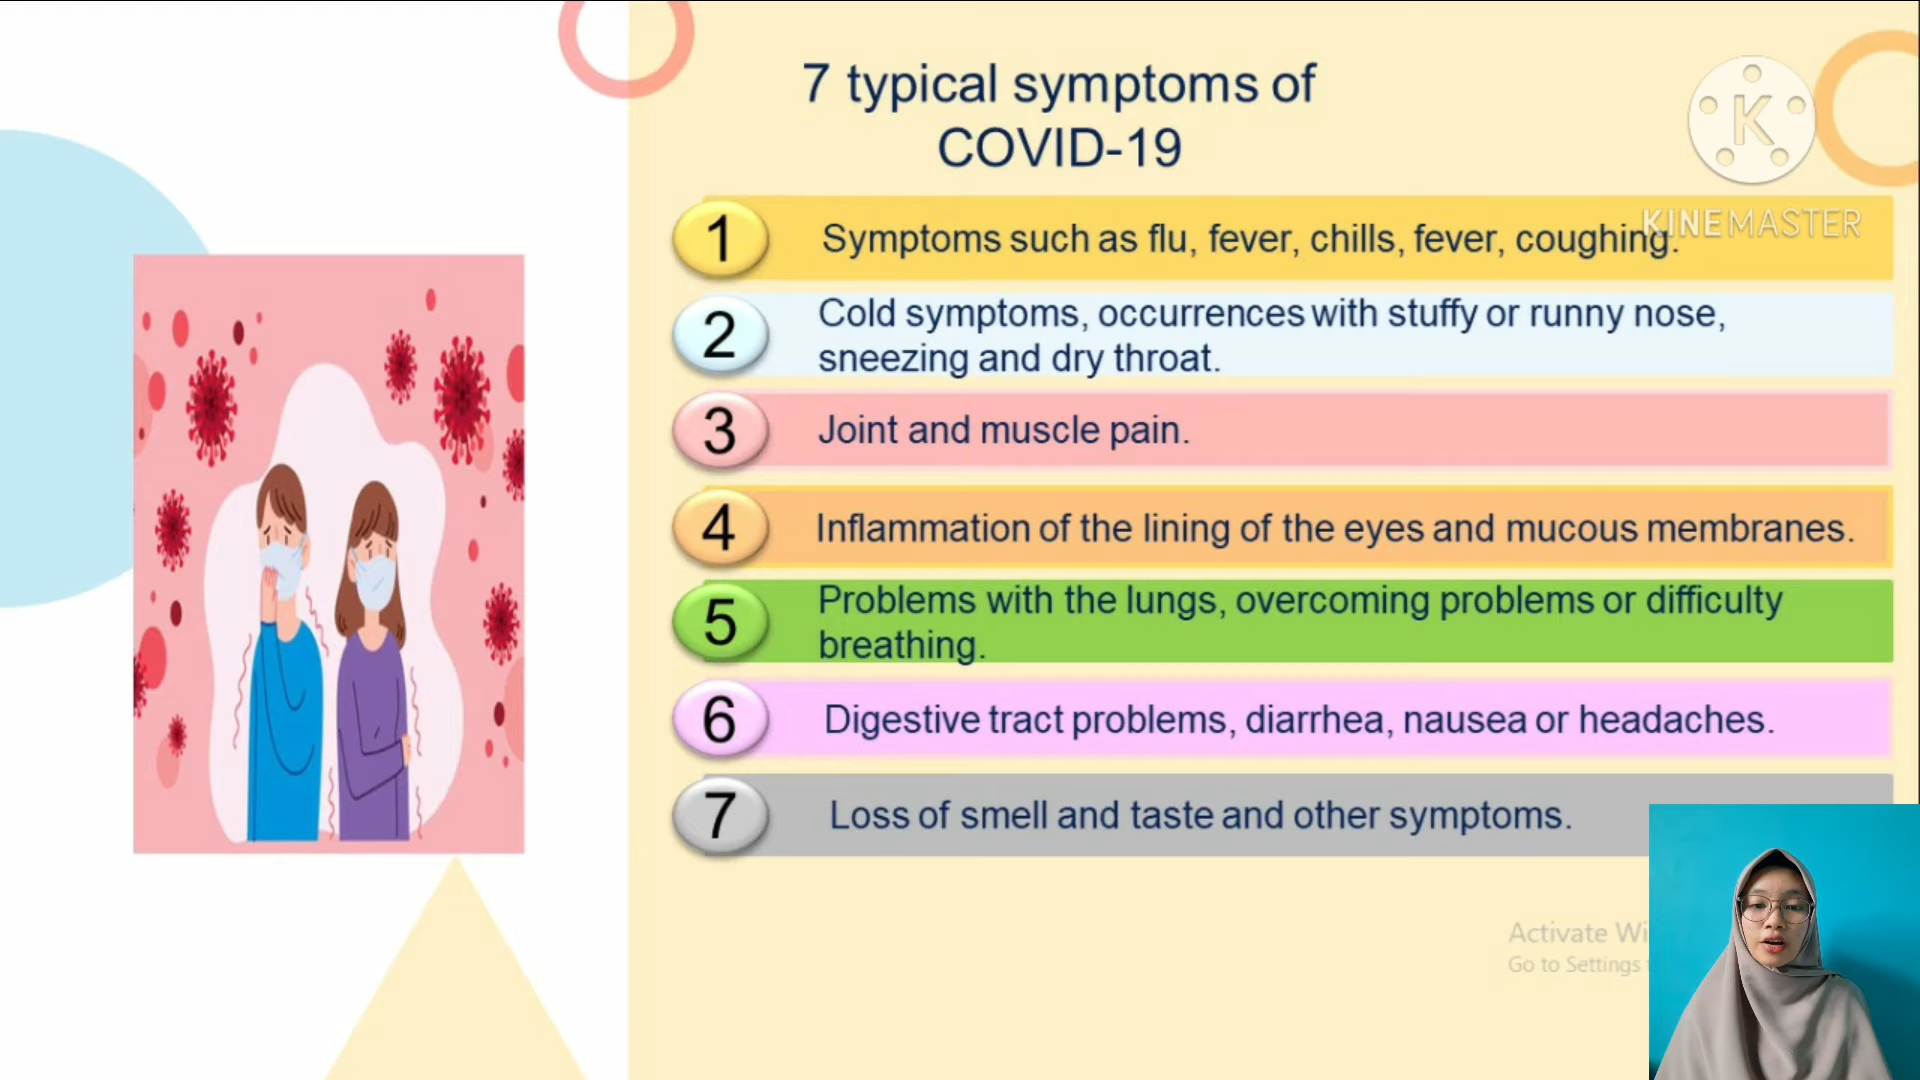 7 typical symptoms of
COVID-19
K
KINEMASTER
1
Symptoms such as flu, fever, chills, fever, coughing.
2
Cold symptoms, occurrences with stuffy or runny nose,
sneezing and dry throat.
3
Joint and muscle pain.
4
Inflammation of the lining of the eyes and mucous membranes.
5
Problems with the lungs, overcoming problems or difficulty
breathing.
6
Digestive tract problems, diarrhea, nausea or headaches.
7
Loss of smell and taste and other symptoms.
Activate Wi
Go to Settings